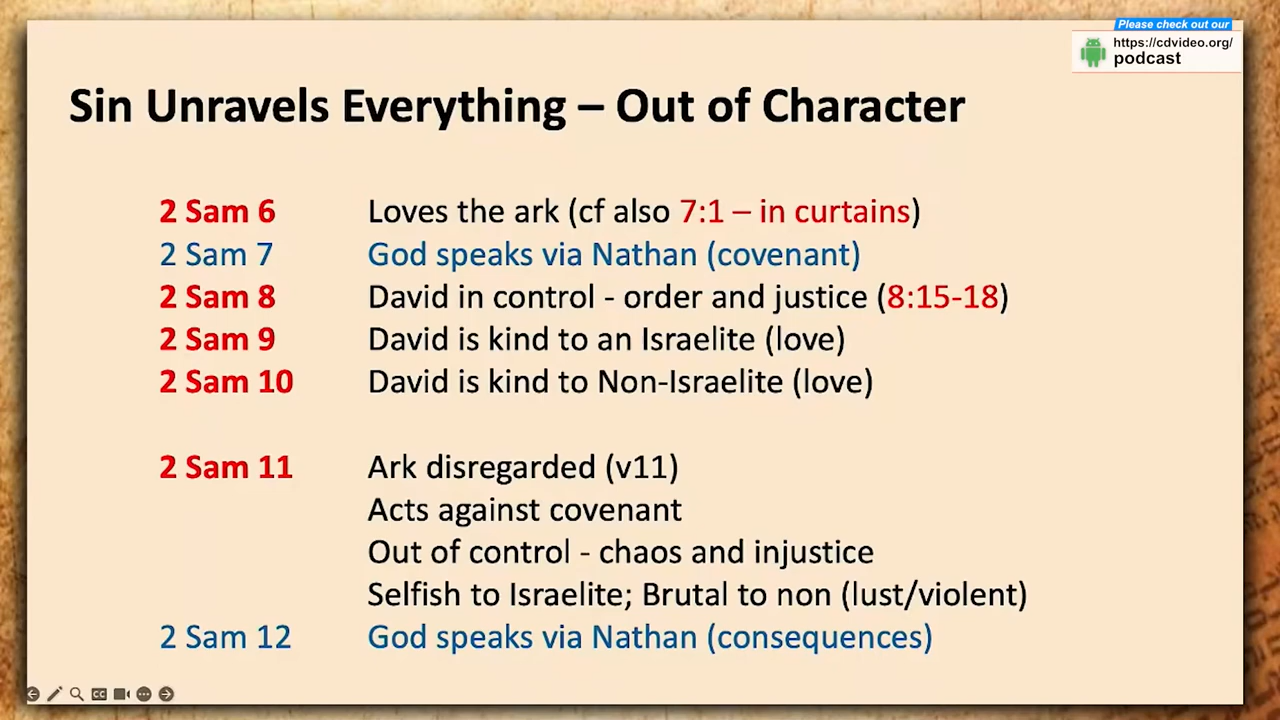 Please check out our
https://cdvideo.org/
podcast
Sin Unravels Everything – Out of Character
2 Sam 6 Loves the ark (cf also 7:1 – in curtains)
2 Sam 7 God speaks via Nathan (covenant)
2 Sam 8 David in control - order and justice (8:15-18)
2 Sam 9 David is kind to an Israelite (love)
2 Sam 10 David is kind to Non-Israelite (love)
2 Sam 11 Ark disregarded (v11)
Acts against covenant
Out of control - chaos and injustice
Selfish to Israelite; Brutal to non (lust/violent)
2 Sam 12 God speaks via Nathan (consequences)
CC